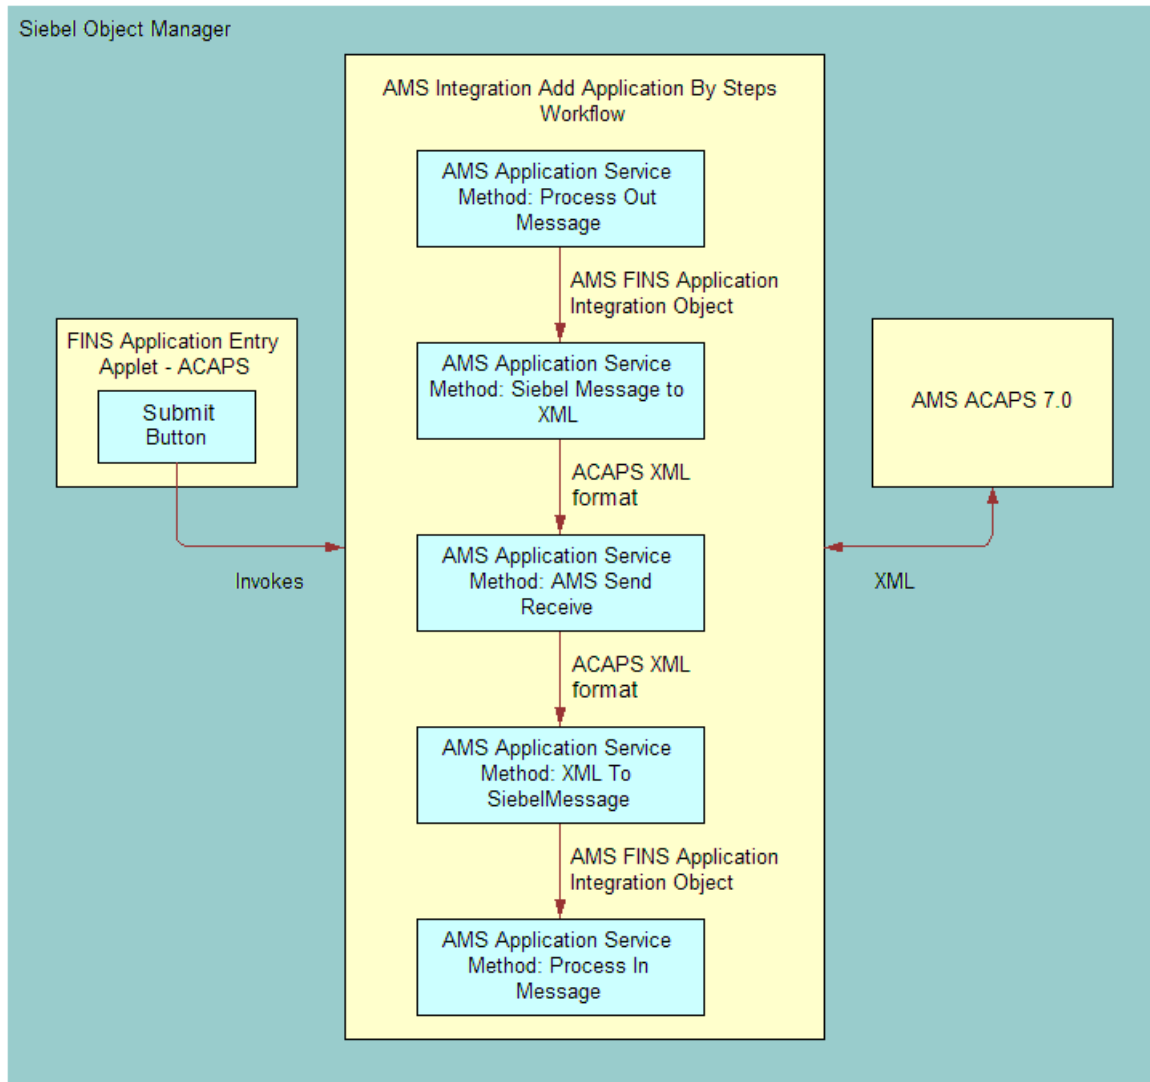 Siebel Object Manager
AMS Integration Add Application By Steps
Workflow
AMS Application Service
Method: Process Out
Message
AMS FINS Application
Integration Object
FINS Application Entry
Applet - ACAPS
Submit
Button
AMS Application Service
Method: Siebel Message to
XML
AMS ACAPS 7.0
ACAPS XML
format
AMS Application Service
Method: AMS Send
Receive
Invokes
XML
ACAPS XML
format
AMS Application Service
Method: XML To
SiebelMessage
AMS FINS Application
Integration Object
AMS Application Service
Method: Process In
Message